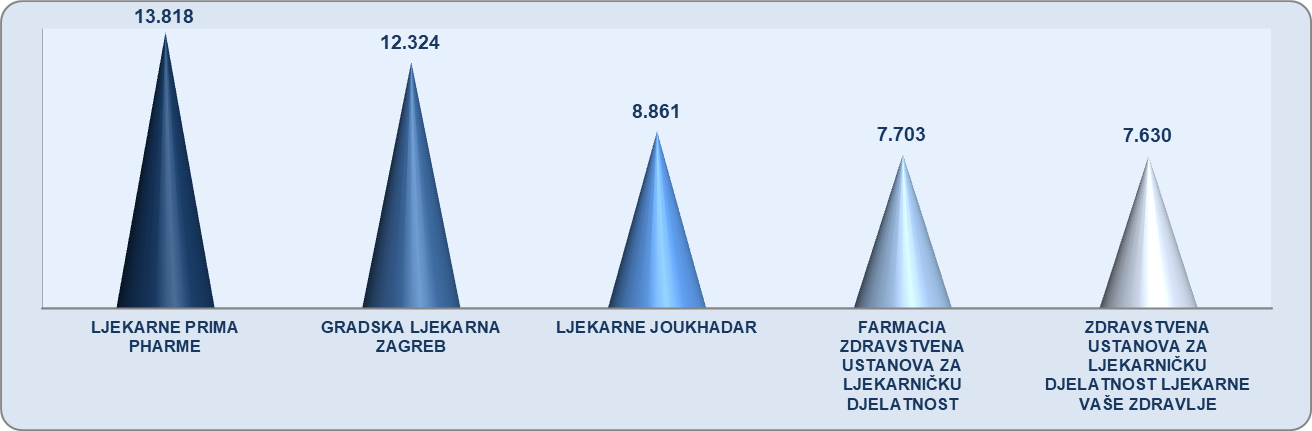 13.818
12.324
8.861
7.703
7.630
LJEKARNE PRIMA
PHARME
GRADSKA LJEKARNA
ZAGREB
LJEKARNE JOUKHADAR
FARMACIA
ZDRAVSTVENA
USTANOVA ZA
LJEKARNIČKU
DJELATNOST
ZDRAVSTVENA
USTANOVA ZA
LJEKARNIČKU
DJELATNOST LJEKARNE
VAŠE ZDRAVLJE